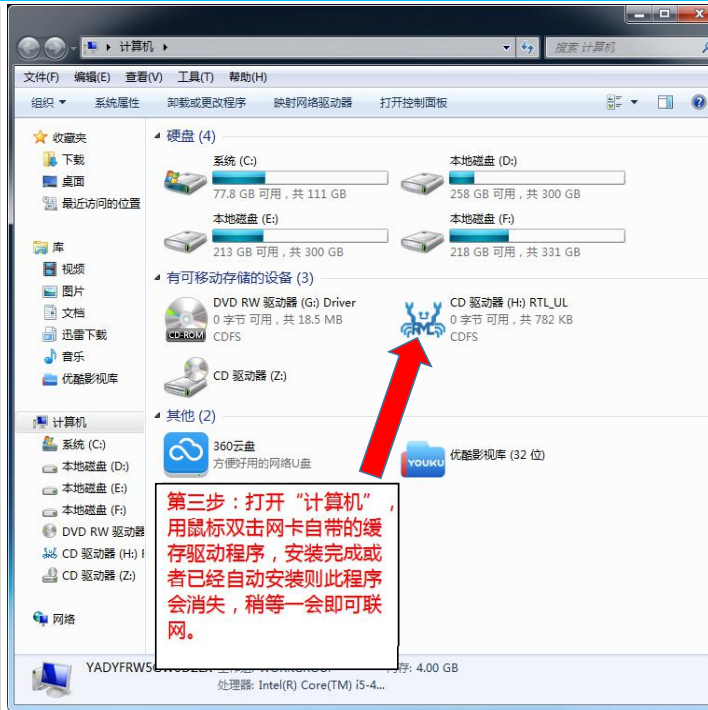 计算机
搜索 计算机
文件(F) 编辑(E) 查看(V) 工具(T) 帮助(H)
组织 系统属性 卸载或更改程序 映射网络驱动器 打开控制面板
收藏夹
下载
桌面
最近访问的位置
库
视频
图片
文档
迅雷下载
音乐
优酷影视库
计算机
系统 (C:)
本地磁盘 (D:)
本地磁盘 (E:)
本地磁盘 (F:)
DVD RW 驱动器
CD 驱动器 (H:)
CD 驱动器 (Z:)
网络
硬盘 (4)
系统 (C:)
77.8 GB 可用，共 111 GB
本地磁盘 (D:)
258 GB 可用，共 300 GB
本地磁盘 (E:)
213 GB 可用，共 300 GB
本地磁盘 (F:)
218 GB 可用，共 331 GB
有可移动存储的设备 (3)
DVD RW 驱动器 (G:) Driver
0 字节 可用，共 18.5 MB
CDFS
CD-ROM
CD 驱动器 (H:) RTL_UL
0 字节 可用，共 782 KB
CDFS
CD 驱动器 (Z:)
其他 (2)
360云盘
方便好用的网络U盘
YOUKU
优酷影视库 (32 位)
第三步：打开“计算机”，
用鼠标双击网卡自带的缓
存驱动程序，安装完成或
者已经自动安装则此程序
会消失，稍等一会即可联
网。
4.00 GB
处理器: Intel(R) Core(TM) i5-4...